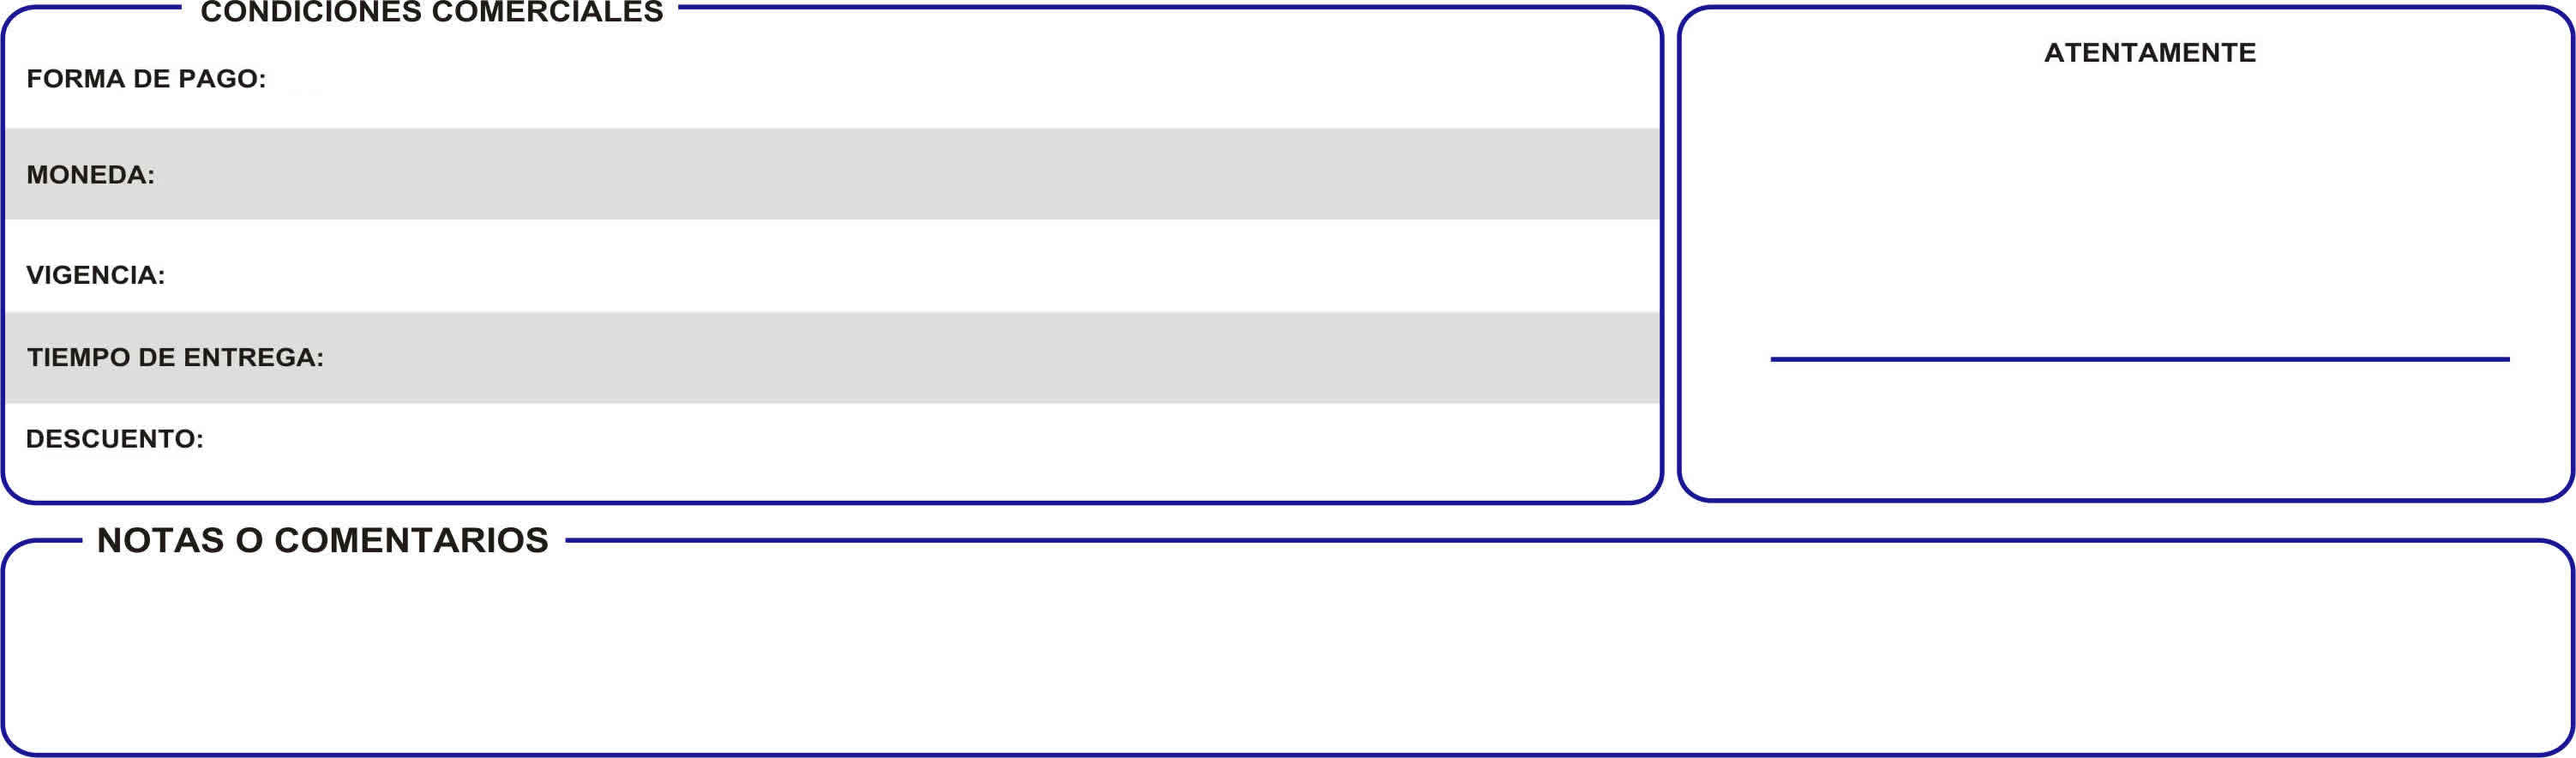 CONDICIONES COMERCIALES
FORMA DE PAGO:
MONEDA:
VIGENCIA:
TIEMPO DE ENTREGA:
DESCUENTO:
ATENTAMENTE
NOTAS O COMENTARIOS